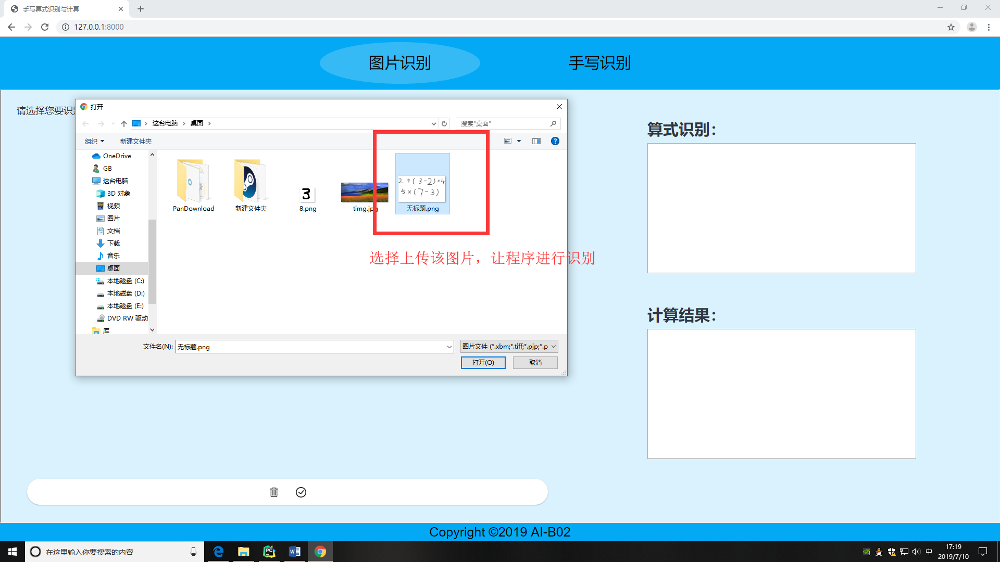 手写算式识别与计算
127.0.0.1:8000
图片识别
手写识别
请选择您要识
打开
这台电脑
桌面
搜索"桌面"
组织
新建文件夹
OneDrive
GB
这台电脑
3D 对象
视频
图片
文档
下载
音乐
桌面
本地磁盘 (C:)
本地磁盘 (D:)
本地磁盘 (E:)
DVD RW 驱动
库
PanDownload
新建文件夹
3
8.png
timg.jpg
2+(3-2)×4
5×(7-3)
无标题.png
选择上传该图片，让程序进行识别
文件名(N):
无标题.png
图片文件 (*.xbm;*.tiff;*.pjp;*.p
打开(O)
取消
算式识别：
计算结果：
Copyright ©2019 AI-B02
在这里输入你要搜索的内容
中
17:19
2019/7/10